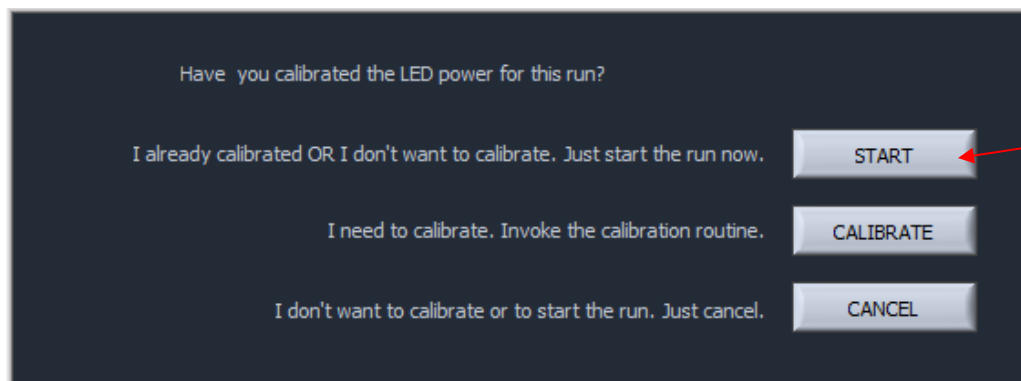 Have  you calibrated the LED power for this run?
I already calibrated OR I don't want to calibrate. Just start the run now. START
I need to calibrate. Invoke the calibration routine. CALIBRATE
I don't want to calibrate or to start the run. Just cancel. CANCEL